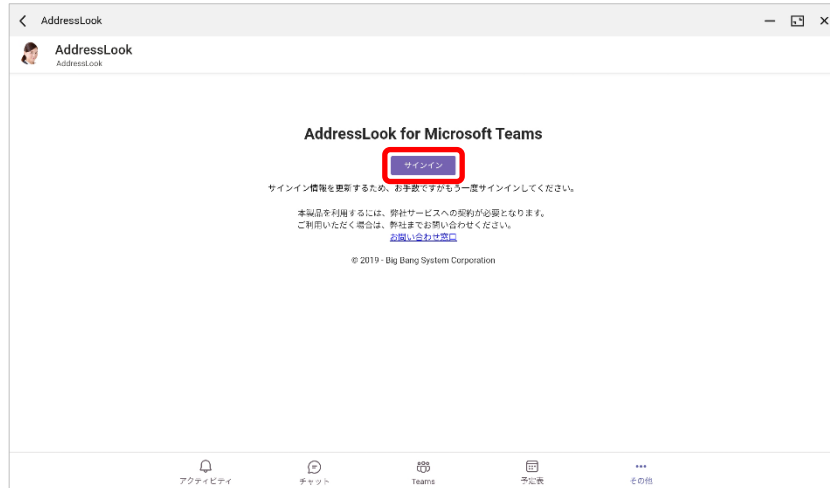 AddressLook
AddressLook
AddressLook
AddressLook for Microsoft Teams
サインイン
サインイン情報を更新するため、お手数ですがもう一度サインインしてください。
本製品を利用するには、弊社サービスへの契約が必要となります。
ご利用いただく場合は、弊社までお問い合わせください。
お問い合わせ窓口
© 2019 - Big Bang System Corporation
アクティビティ
チャット
Teams
予定表
その他